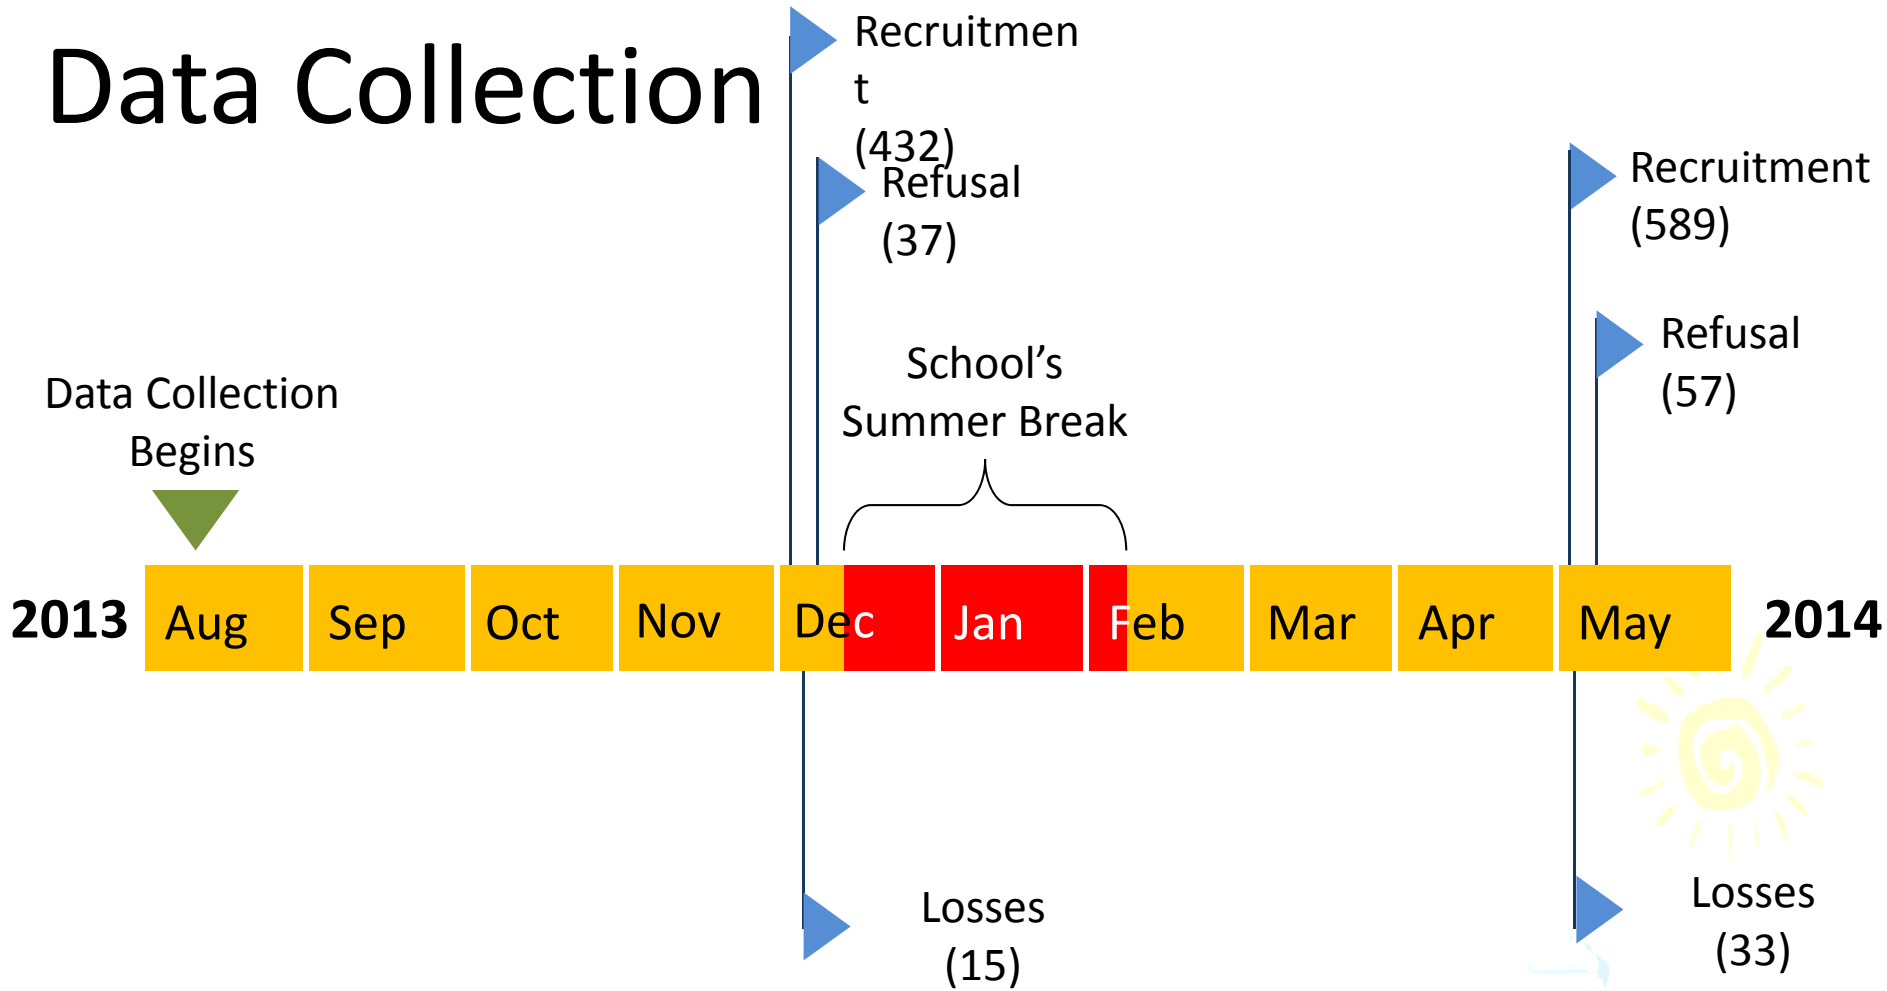 Data Collection
Recruitmen
t
(432)
Refusal
(37)
Recruitment
(589)
Refusal
(57)
School’s
Summer Break
Data Collection
Begins
2013 Aug Sep Oct Nov Dec Jan Feb Mar Apr May 2014
Losses
(15)
Losses
(33)